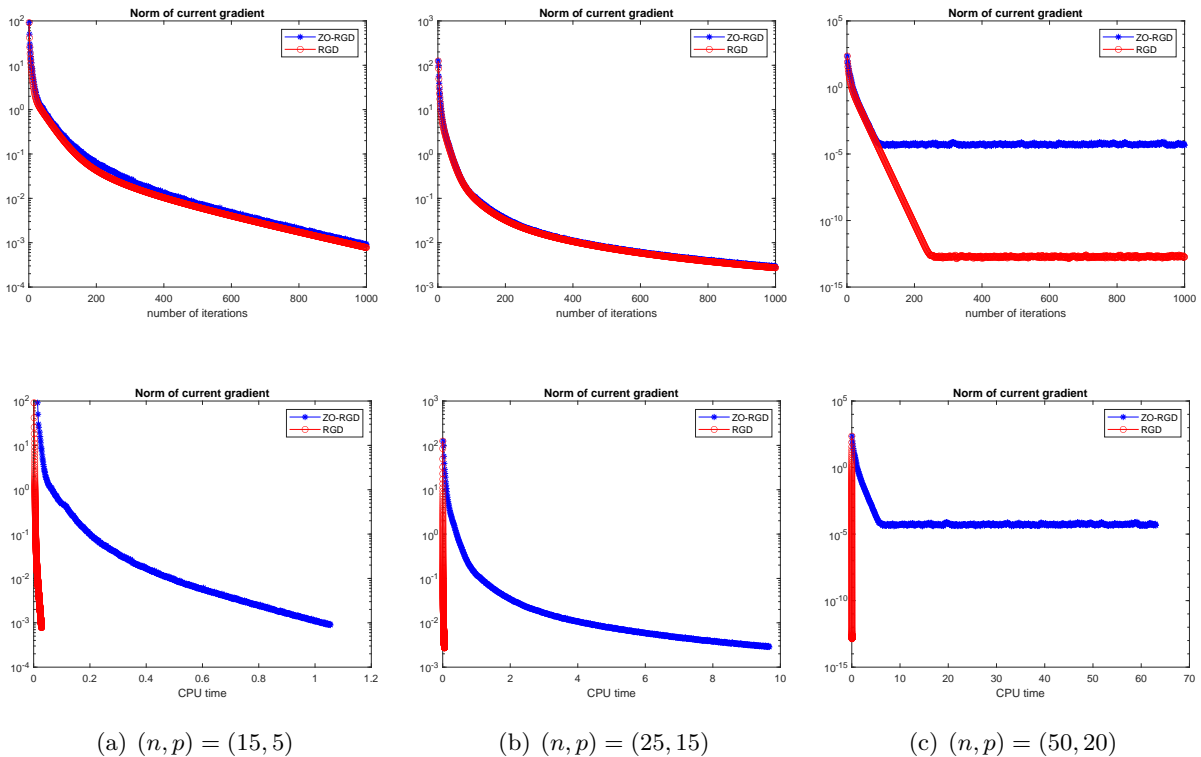 Norm of current gradient
10^2
10^1
10^0
10^-1
10^-2
10^-3
10^-4
0
200
400
600
800
1000
number of iterations
ZO-RGD
RGD
Norm of current gradient
10^3
10^2
10^1
10^0
10^-1
10^-2
10^-3
0
200
400
600
800
1000
number of iterations
ZO-RGD
RGD
Norm of current gradient
10^5
10^0
10^-5
10^-10
10^-15
0
200
400
600
800
1000
number of iterations
ZO-RGD
RGD
Norm of current gradient
10^2
10^1
10^0
10^-1
10^-2
10^-3
10^-4
0
0.2
0.4
0.6
0.8
1
1.2
CPU time
ZO-RGD
RGD
Norm of current gradient
10^3
10^2
10^1
10^0
10^-1
10^-2
10^-3
0
2
4
6
8
10
CPU time
ZO-RGD
RGD
Norm of current gradient
10^5
10^0
10^-5
10^-10
10^-15
0
10
20
30
40
50
60
70
CPU time
ZO-RGD
RGD
(a) (n, p) = (15, 5)
(b) (n, p) = (25, 15)
(c) (n, p) = (50, 20)